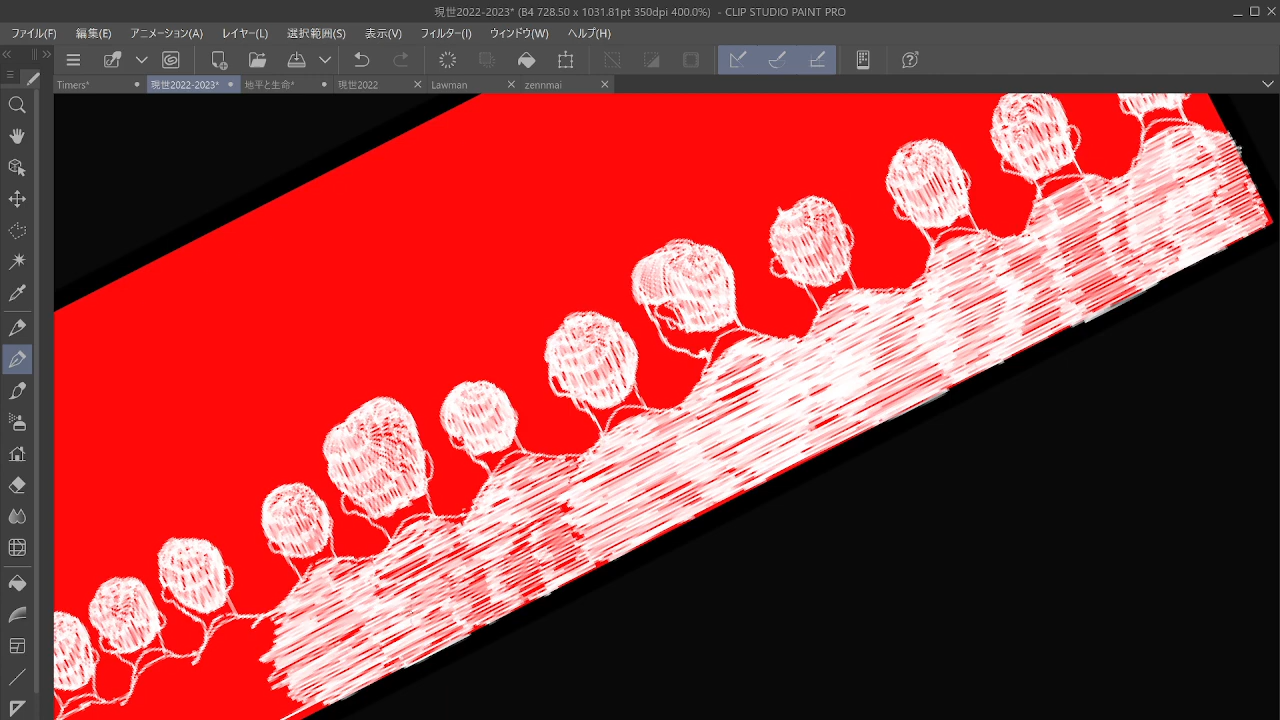 現世2022-2023* (B4 728.50 x 1031.81pt 350dpi 400.0%) - CLIP STUDIO PAINT PRO
ファイル(F) 編集(E) アニメーション(A) レイヤー(L) 選択範囲(S) 表示(V) フィルター(I) ウィンドウ(W) ヘルプ(H)
Timers* 現世2022-2023* 地平と生命* 現世2022 Lawman zennmai